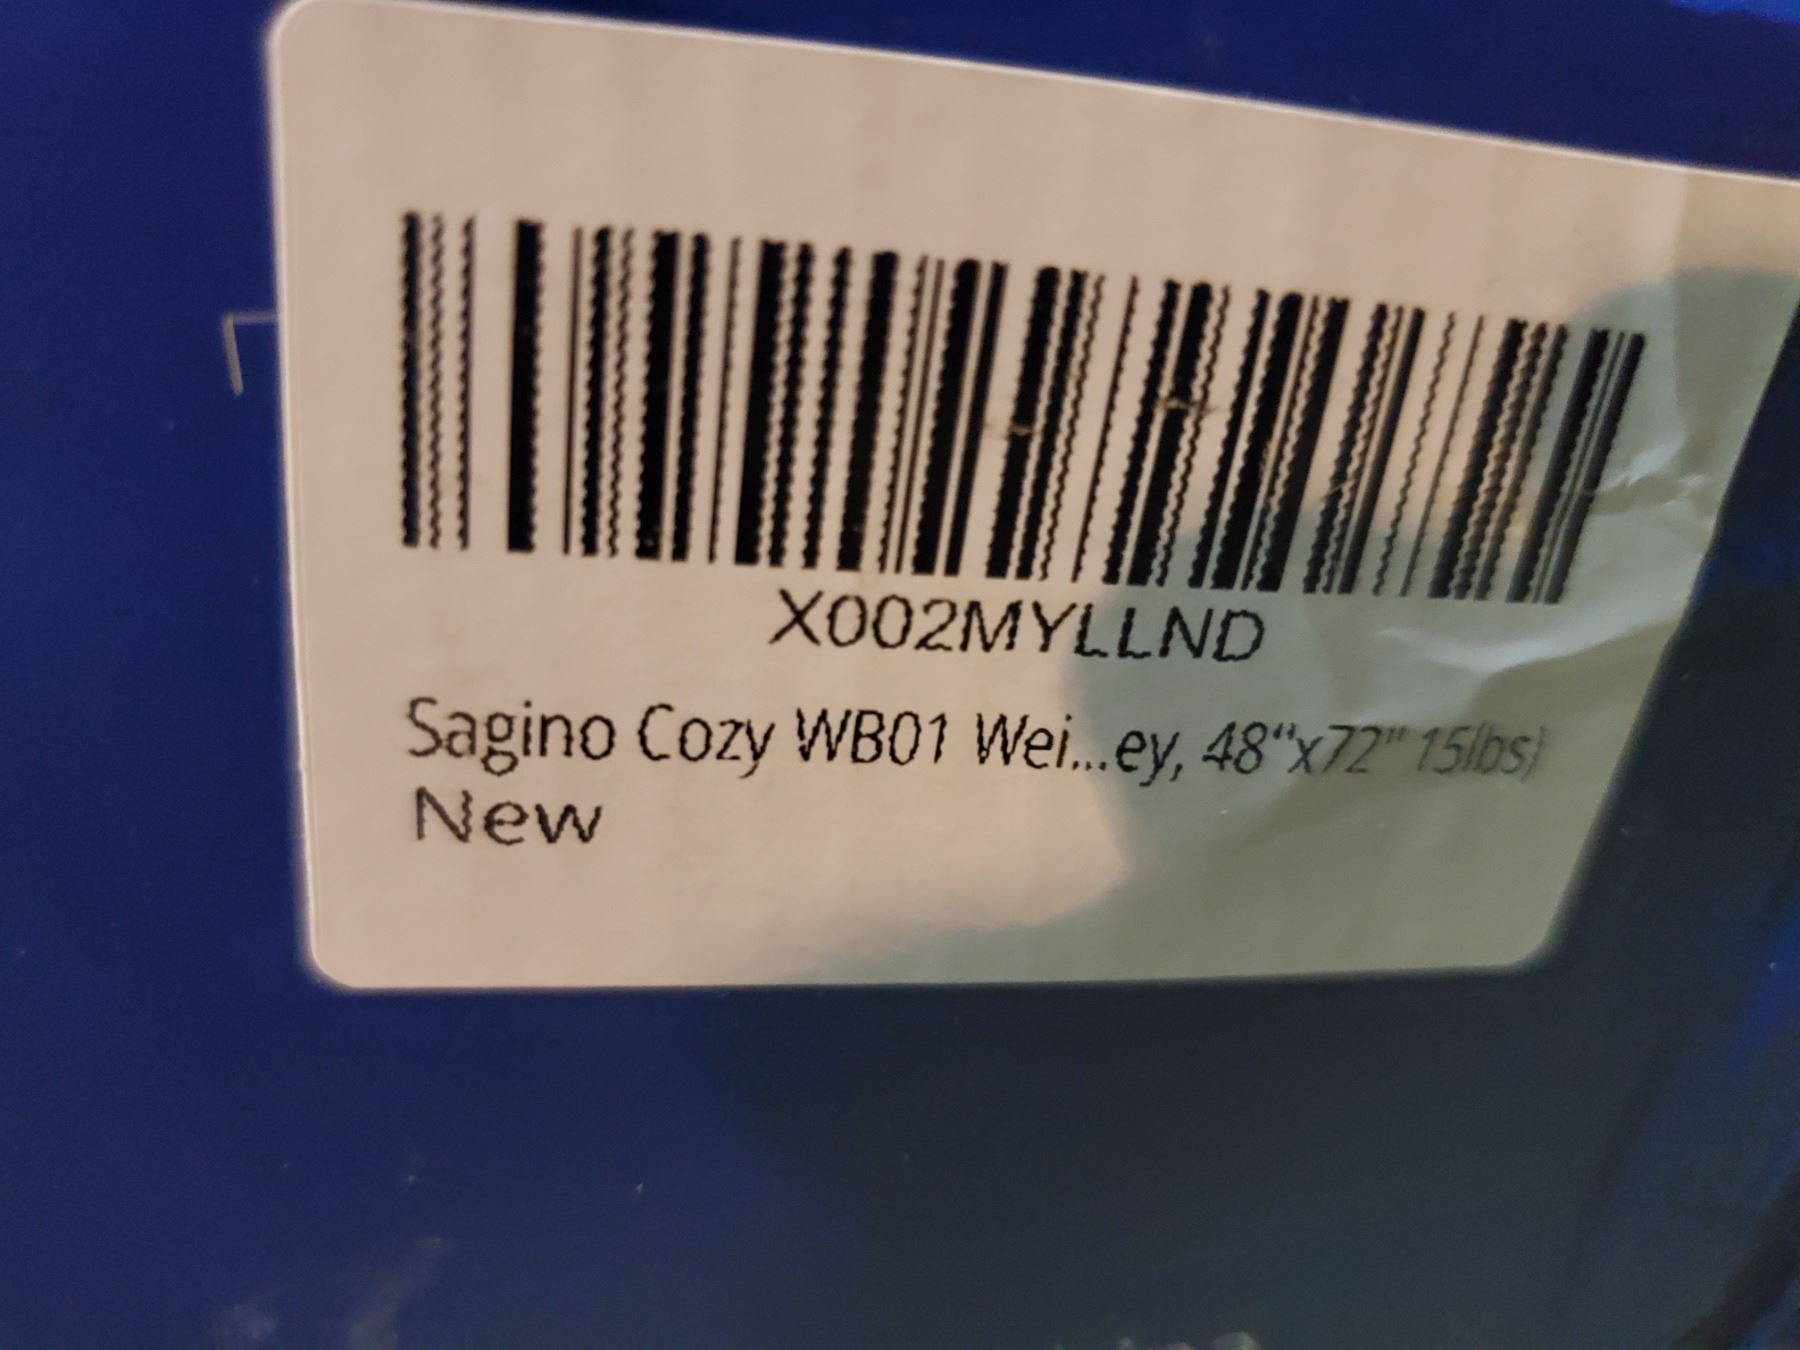 X002MYLLND
Sagino Cozy WB01 Wei...ey, 48"x72" 15lbs)
New